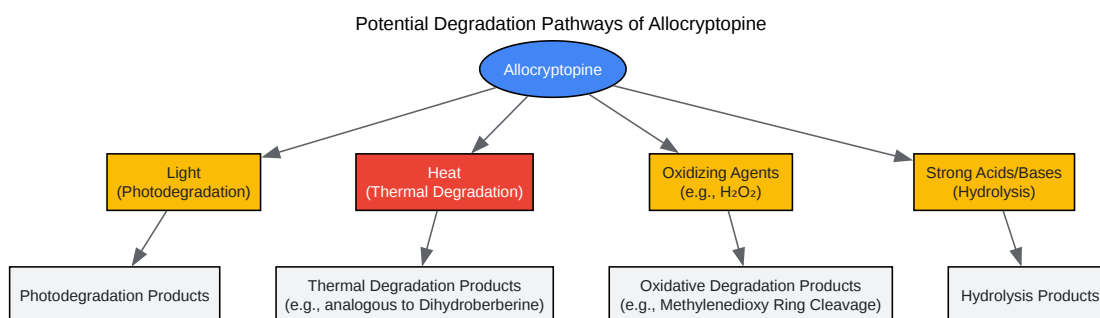 Potential Degradation Pathways of Allocryptopine
Allocryptopine
Light
(Photodegradation)
Heat
(Thermal Degradation)
Oxidizing Agents
(e.g., H₂O₂)
Strong Acids/Bases
(Hydrolysis)
Photodegradation Products
Thermal Degradation Products
(e.g., analogous to Dihydroberberine)
Oxidative Degradation Products
(e.g., Methylenedioxy Ring Cleavage)
Hydrolysis Products